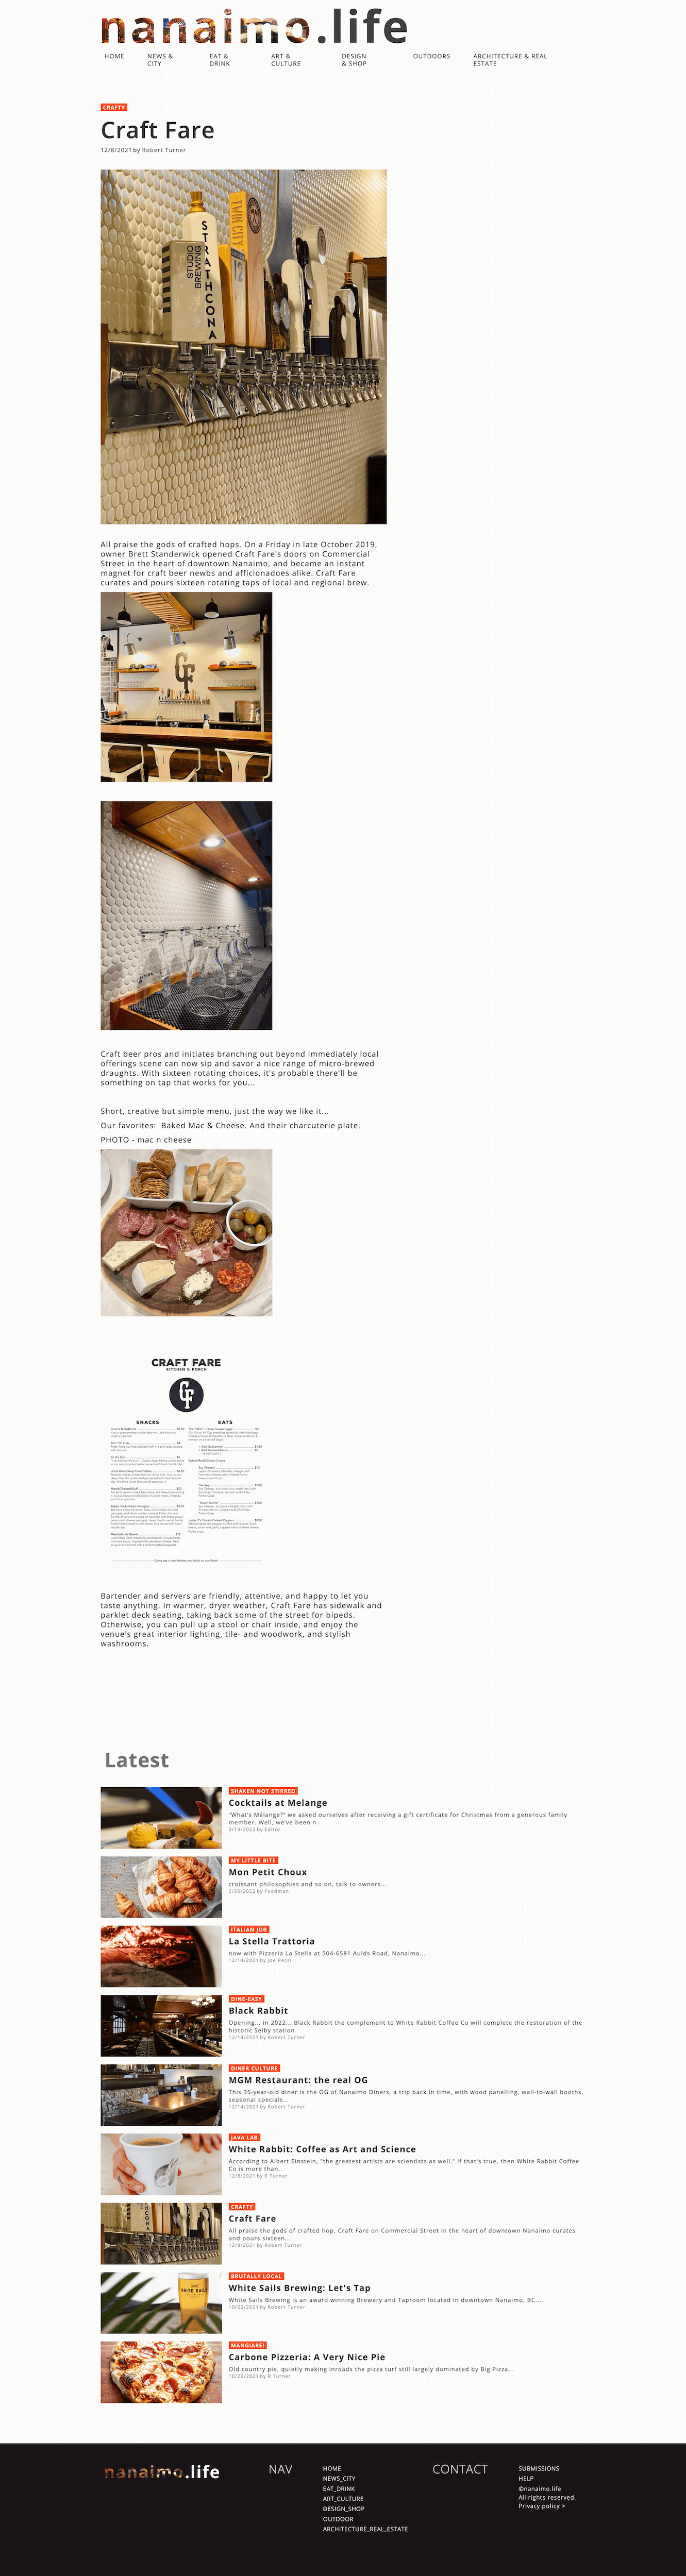 nanaimo.life
HOME
NEWS &
CITY
EAT &
DRINK
ART &
CULTURE
DESIGN
& SHOP
OUTDOORS
ARCHITECTURE & REAL
ESTATE
CRAFTY
Craft Fare
12/8/2021 by Robert Turner
STRATHCONA
STUDIO
BREWING
TWIN CITY
All praise the gods of crafted hops. On a Friday in late October 2019,
owner Brett Standerwick opened Craft Fare's doors on Commercial
Street in the heart of downtown Nanaimo, and became an instant
magnet for craft beer newbs and afficionadoes alike. Craft Fare
curates and pours sixteen rotating taps of local and regional brew.
CF
Craft beer pros and initiates branching out beyond immediately local
offerings scene can now sip and savor a nice range of micro-brewed
draughts. With sixteen rotating choices, it's probable there'll be
something on tap that works for you...
Short, creative but simple menu, just the way we like it...
Our favorites:  Baked Mac & Cheese. And their charcuterie plate.
PHOTO - mac n cheese
CRAFT FARE
KITCHEN & PORCH
CF
SNACKS
EATS
Bartender and servers are friendly, attentive, and happy to let you
taste anything. In warmer, dryer weather, Craft Fare has sidewalk and
parklet deck seating, taking back some of the street for bipeds.
Otherwise, you can pull up a stool or chair inside, and enjoy the
venue's great interior lighting, tile- and woodwork, and stylish
washrooms.
Latest
SHAKEN NOT STIRRED
Cocktails at Melange
"What's Mélange?" we asked ourselves after receiving a gift certificate for Christmas from a generous family
member. Well, we've been n
3/14/2022 by Editor
MY LITTLE BITE
Mon Petit Choux
croissant philosophies and so on, talk to owners...
2/20/2022 by Foodman
ITALIAN JOB
La Stella Trattoria
now with Pizzeria La Stella at 504-6581 Aulds Road, Nanaimo...
12/14/2021 by Joe Pecsi
DINE-EASY
Black Rabbit
Opening... in 2022... Black Rabbit the complement to White Rabbit Coffee Co will complete the restoration of the
historic Selby station
12/14/2021 by Robert Turner
DINER CULTURE
MGM Restaurant: the real OG
This 35-year-old diner is the OG of Nanaimo Diners, a trip back in time, with wood panelling, wall-to-wall booths,
seasonal specials...
12/14/2021 by Robert Turner
JAVA LAB
White Rabbit: Coffee as Art and Science
According to Albert Einstein, "the greatest artists are scientists as well." If that's true, then White Rabbit Coffee
Co is more than..
12/8/2021 by R Turner
CRAFTY
Craft Fare
All praise the gods of crafted hop. Craft Fare on Commercial Street in the heart of downtown Nanaimo curates
and pours sixteen...
12/8/2021 by Robert Turner
BRUTALLY LOCAL
White Sails Brewing: Let's Tap
White Sails Brewing is an award winning Brewery and Taproom located in downtown Nanaimo, BC....
10/22/2021 by Robert Turner
WHITE SAILS
MANGIARE!
Carbone Pizzeria: A Very Nice Pie
Old country pie, quietly making inroads the pizza turf still largely dominated by Big Pizza...
10/20/2021 by R Turner
nanaimo.life
NAV
HOME
NEWS_CITY
EAT_DRINK
ART_CULTURE
DESIGN_SHOP
OUTDOOR
ARCHITECTURE_REAL_ESTATE
CONTACT
SUBMISSIONS
HELP
©nanaimo.life
All rights reserved.
Privacy policy >